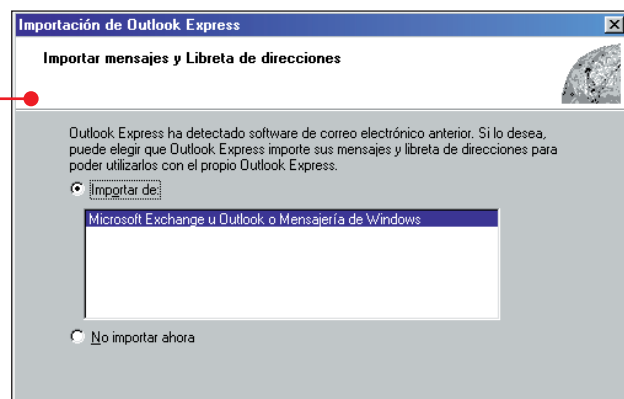 Importación de Outlook Express
Importar mensajes y Libreta de direcciones
Outlook Express ha detectado software de correo electrónico anterior. Si lo desea,
puede elegir que Outlook Express importe sus mensajes y libreta de direcciones para
poder utilizarlos con el propio Outlook Express.
Importar de:
Microsoft Exchange u Outlook o Mensajería de Windows
No importar ahora